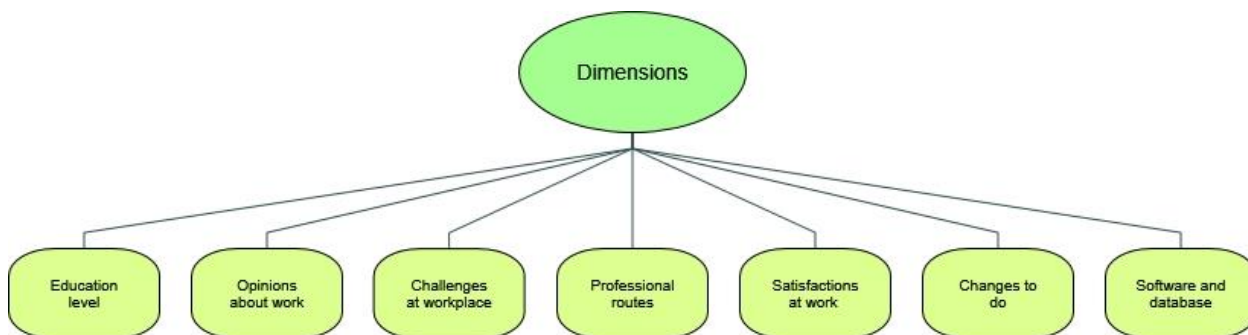 Dimensions
Education
level
Opinions
about work
Challenges
at workplace
Professional
routes
Satisfactions
at work
Changes to
do
Software and
database